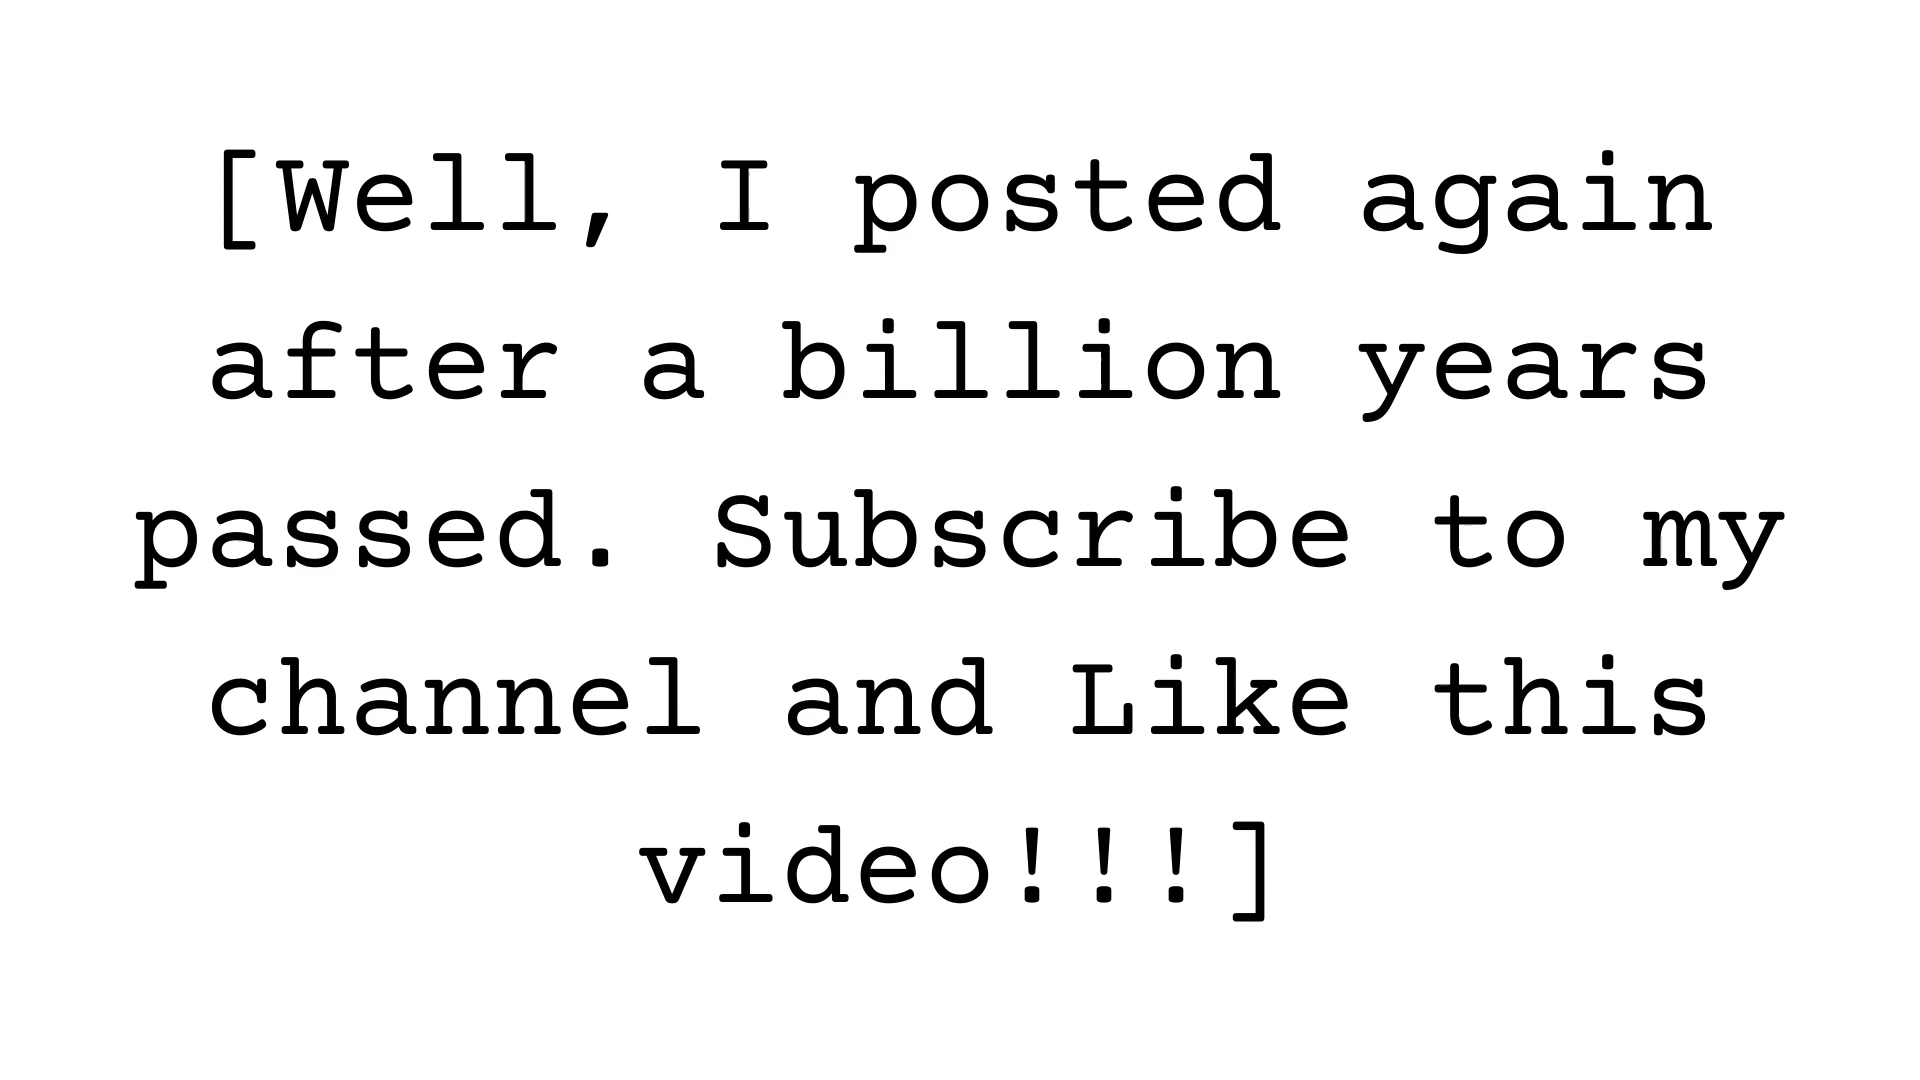 [Well, I posted again
after a billion years
passed. Subscribe to my
channel and Like this
video!!!]